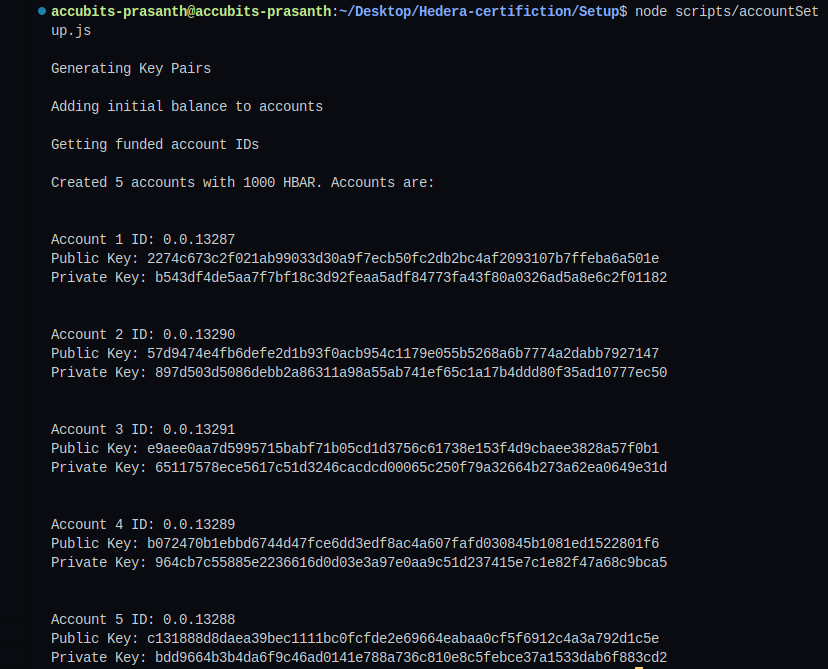 accubits-prasanth@accubits-prasanth:~/Desktop/Hedera-certifiction/Setup$ node scripts/accountSet
up.js
Generating Key Pairs
Adding initial balance to accounts
Getting funded account IDs
Created 5 accounts with 1000 HBAR. Accounts are:
Account 1 ID: 0.0.13287
Public Key: 2274c673c2f021ab99033d30a9f7ecb50fc2db2bc4af2093107b7ffeba6a501e
Private Key: b543df4de5aa7f7bf18c3d92feaa5adf84773fa43f80a0326ad5a8e6c2f01182
Account 2 ID: 0.0.13290
Public Key: 57d9474e4fb6defe2d1b93f0acb954c1179e055b5268a6b7774a2dabb7927147
Private Key: 897d503d5086debb2a86311a98a55ab741ef65c1a17b4ddd80f35ad10777ec50
Account 3 ID: 0.0.13291
Public Key: e9aee0aa7d5995715babf71b05cd1d3756c61738e153f4d9cbaee3828a57f0b1
Private Key: 65117578ece5617c51d3246cacdcd00065c250f79a32664b273a62ea0649e31d
Account 4 ID: 0.0.13289
Public Key: b072470b1ebbd6744d47fce6dd3edf8ac4a607fafd030845b1081ed1522801f6
Private Key: 964cb7c55885e2236616d0d03e3a97e0aa9c51d237415e7c1e82f47a68c9bca5
Account 5 ID: 0.0.13288
Public Key: c131888d8daea39bec1111bc0fcfde2e69664eabaa0cf5f6912c4a3a792d1c5e
Private Key: bdd9664b3b4da6f9c46ad0141e788a736c810e8c5febce37a1533dab6f883cd2